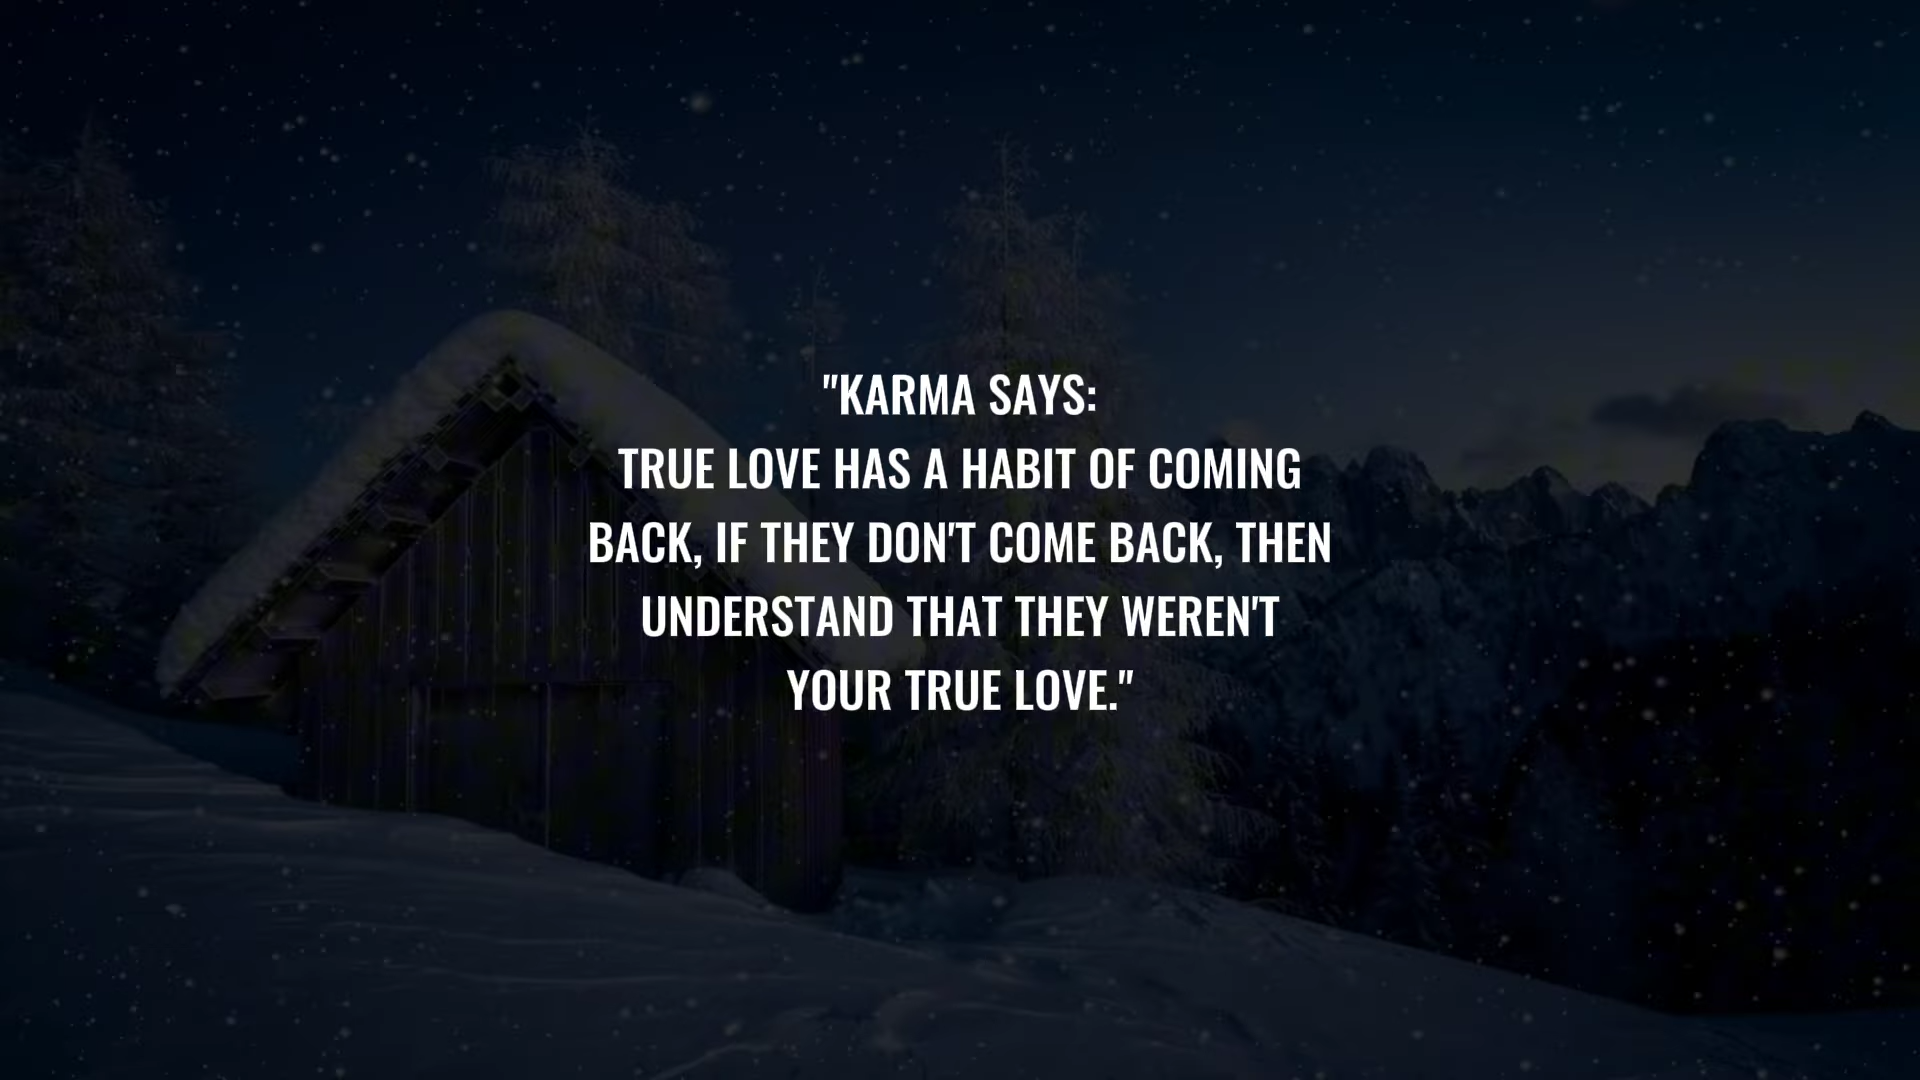 "KARMA SAYS:
TRUE LOVE HAS A HABIT OF COMING
BACK, IF THEY DON'T COME BACK, THEN
UNDERSTAND THAT THEY WEREN'T
YOUR TRUE LOVE."